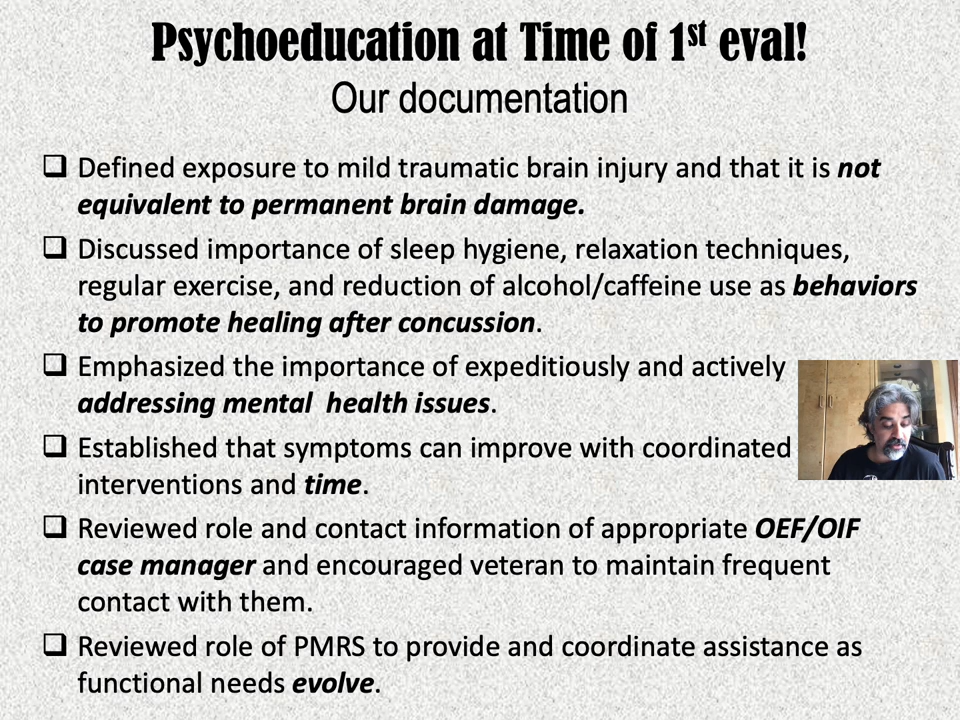 Psychoeducation at Time of 1st eval!
Our documentation
Defined exposure to mild traumatic brain injury and that it is not
equivalent to permanent brain damage.
Discussed importance of sleep hygiene, relaxation techniques,
regular exercise, and reduction of alcohol/caffeine use as behaviors
to promote healing after concussion.
Emphasized the importance of expeditiously and actively
addressing mental health issues.
Established that symptoms can improve with coordinated
interventions and time.
Reviewed role and contact information of appropriate OEF/OIF
case manager and encouraged veteran to maintain frequent
contact with them.
Reviewed role of PMRS to provide and coordinate assistance as
functional needs evolve.